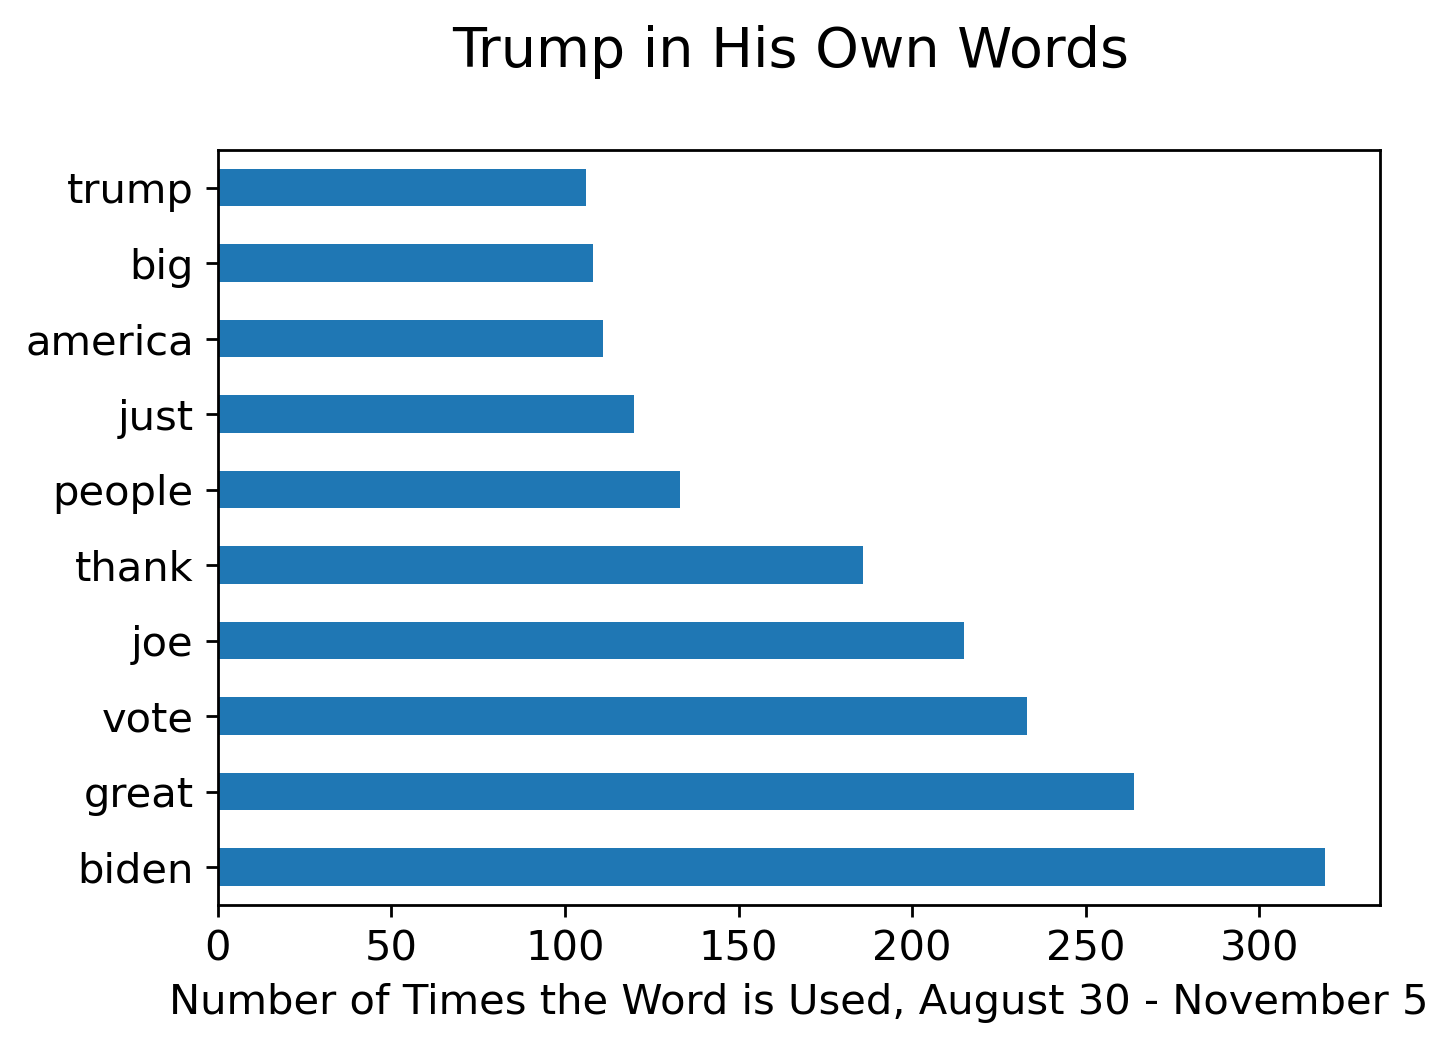 Trump in His Own Words
trump
big
america
just
people
thank
joe
vote
great
biden
0 50 100 150 200 250 300
Number of Times the Word is Used, August 30 - November 5